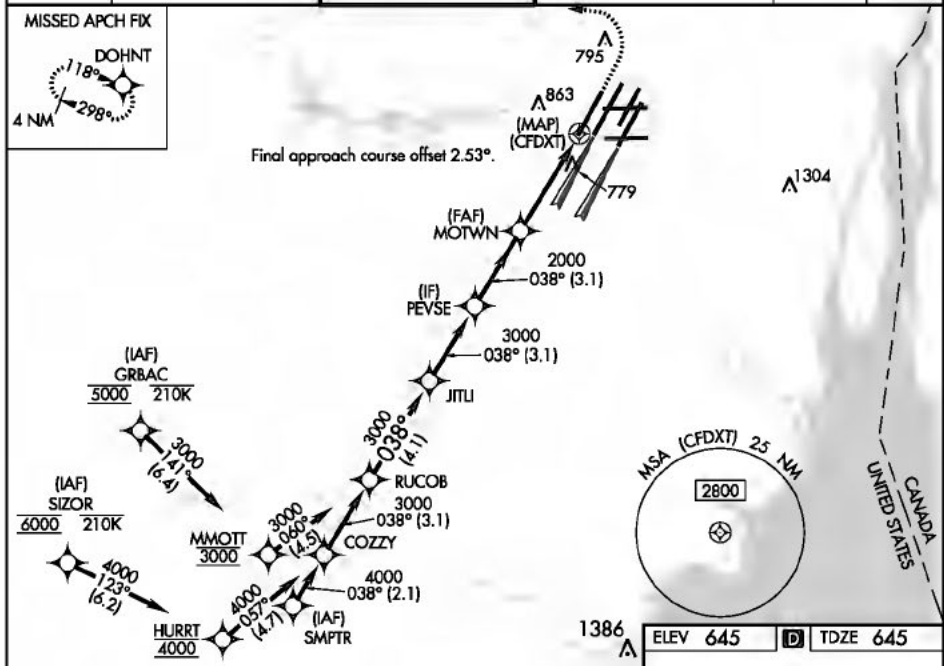 MISSED APCH FIX
DOHNT
118°
298°
4 NM
795
863
(MAP)
(CFDXT)
Final approach course offset 2.53°.
779
1304
(FAF)
MOTWN
2000
038° (3.1)
(IF)
PEVSE
3000
038° (3.1)
JITLI
(IAF)
GRBAC
5000 210K
3000
141°
(6.4)
3000
038°
(4.1)
RUCOB
3000
038° (3.1)
(IAF)
SIZOR
6000 210K
4000
123°
(6.2)
MMOTT
3000
3000
060°
(4.5)
COZZY
4000
038° (2.1)
HURRT
4000
4000
057°
(4.7)
(IAF)
SMPTR
MSA (CFDXT) 25 NM
2800
CANADA
UNITED STATES
1386
ELEV 645 D TDZE 645